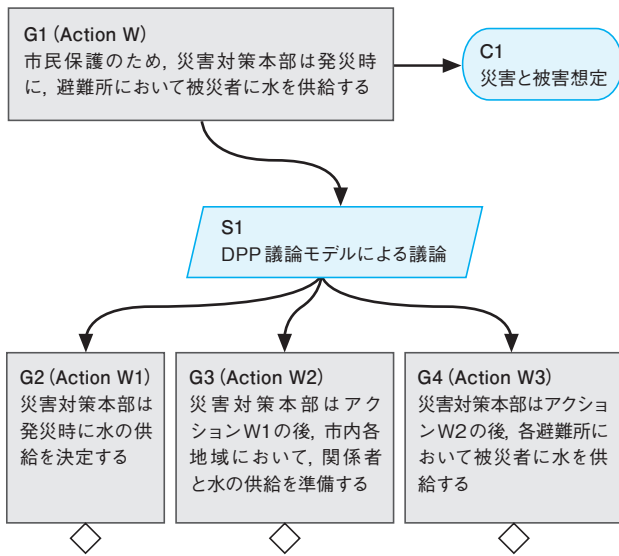 G1 (Action W)
市民保護のため, 災害対策本部は発災時
に, 避難所において被災者に水を供給する
C1
災害と被害想定
S1
DPP 議論モデルによる議論
G2 (Action W1)
災害対策本部は
発災時に水の供
給を決定する
G3 (Action W2)
災害対策本部はアク
ションW1の後, 市内各
地域において, 関係者
と水の供給を準備する
G4 (Action W3)
災害対策本部はアクショ
ンW2の後, 各避難所に
おいて被災者に水を供
給する